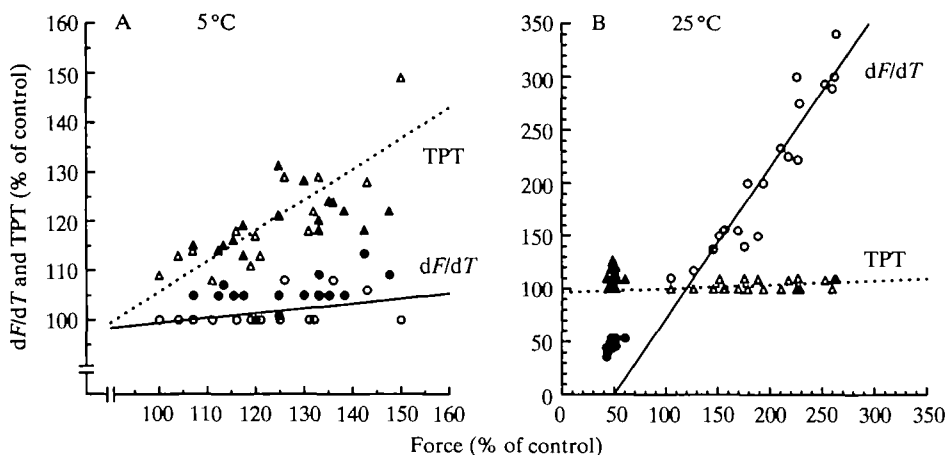 A 5 °C
B 25 °C
dF/dT and TPT (% of control)
160
150
140
130
120
110
100
100 110 120 130 140 150 160
TPT
dF/dT
350
300
250
200
150
100
50
0
0 50 100 150 200 250 300 350
dF/dT
TPT
Force (% of control)